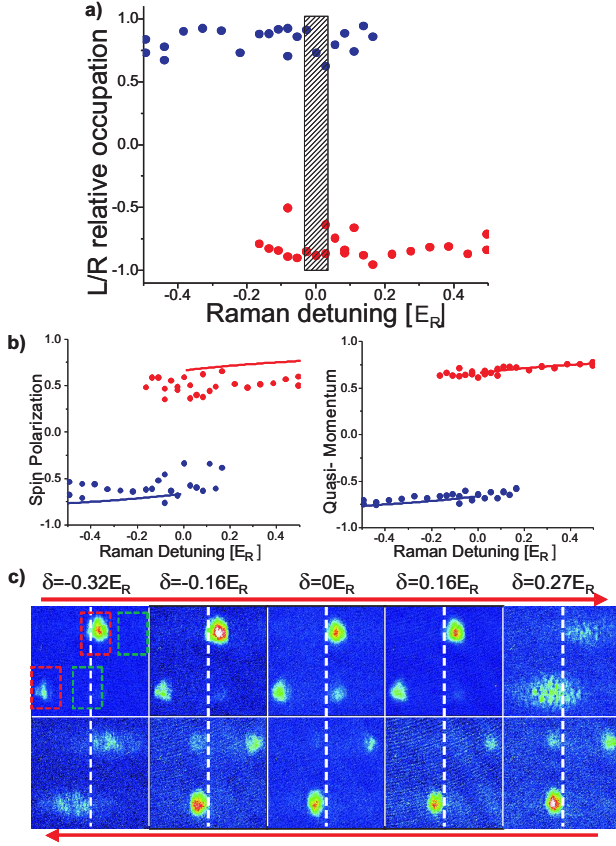 a)
L/R relative occupation
1.0
0.5
0.0
-0.5
-1.0
-0.4 -0.2 0.0 0.2 0.4
Raman detuning [E_R]
b)
Spin Polarization
1.0
0.5
0.0
-0.5
-1.0
-0.4 -0.2 0.0 0.2 0.4
Raman Detuning [E_R]
Quasi- Momentum
1.0
0.5
0.0
-0.5
-1.0
-0.4 -0.2 0.0 0.2 0.4
Raman Detuning [E_R]
c)
δ=-0.32E_R δ=-0.16E_R δ=0E_R δ=0.16E_R δ=0.27E_R